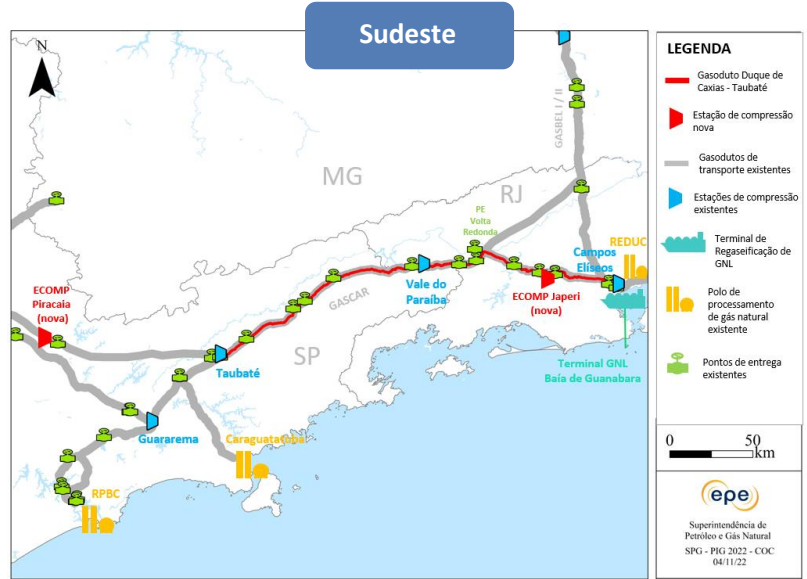 Sudeste
N
MG
RJ
SP
GASBEL I / II
GASCAR
PE
Volta
Redonda
REDUC
Campos
Elíseos
Vale do
Paraíba
ECOMP Japeri
(nova)
ECOMP
Piracaia
(nova)
Taubaté
Terminal GNL
Baía de Guanabara
Guararema
Caraguatatuba
RPBC
LEGENDA
Gasoduto Duque de
Caxias - Taubaté
Estação de compressão
nova
Gasodutos de
transporte existentes
Estações de compressão
existentes
Terminal de
Regaseificação de
GNL
Polo de
processamento
de gás natural
existente
Pontos de entrega
existentes
0 50
km
epe
Superintendência de
Petróleo e Gás Natural
SPG - PIG 2022 - COC
04/11/22